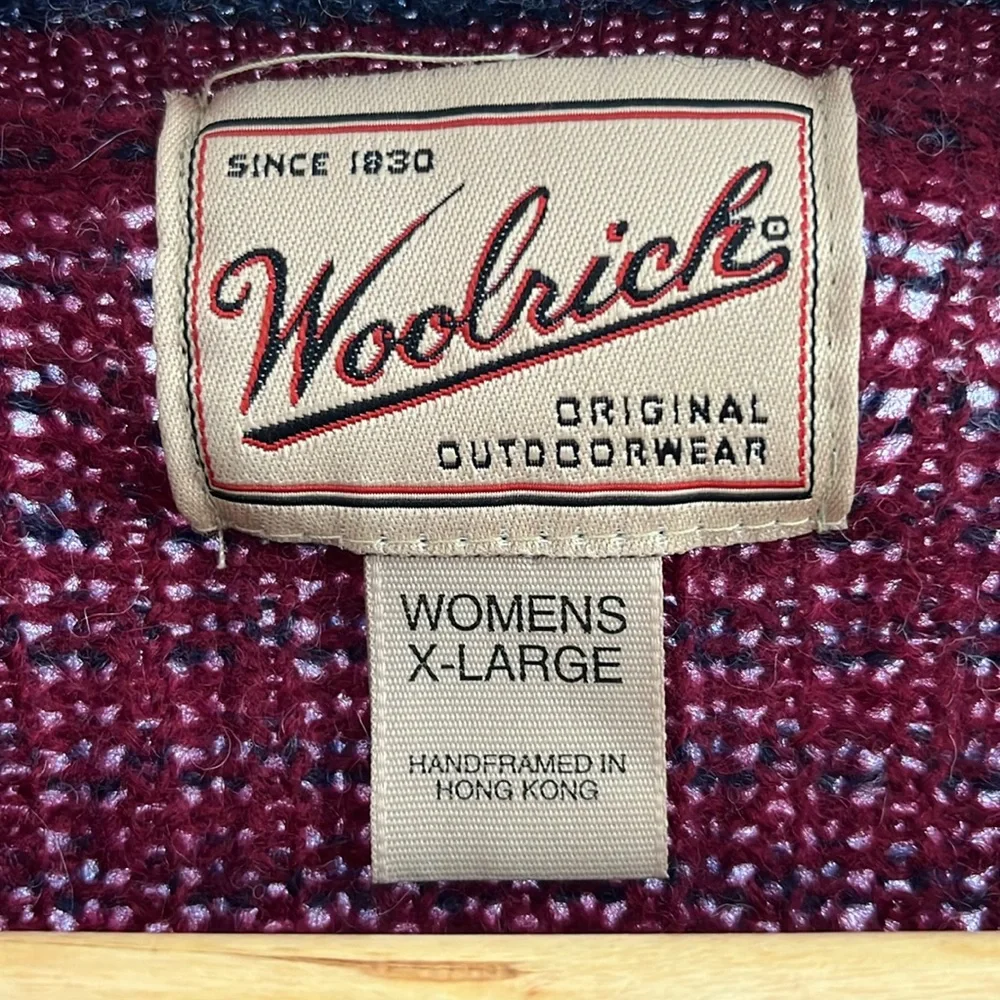 SINCE 1830
Woolrich®
ORIGINAL
OUTDOORWEAR
WOMENS
X-LARGE
HANDFRAMED IN
HONG KONG